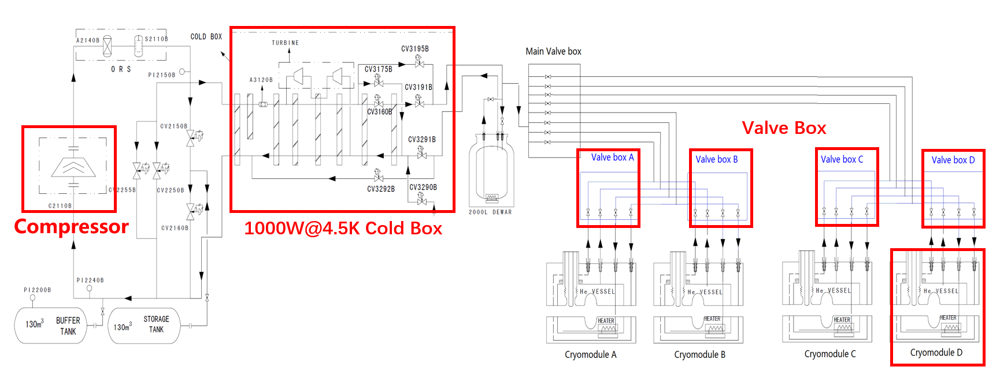 A2140B
S2110B
O R S
PI2150B
COLD BOX
TURBINE
A3120B
CV3195B
CV3175B
CV3191B
CV3160B
CV3291B
CV3292B
CV3290B
1000W@4.5K Cold Box
CV2150B
CV2255B
CV2250B
CV2160B
C2110B
Compressor
PI2200B
PI2240B
130m³
BUFFER
TANK
130m³
STORAGE
TANK
2000L DEWAR
Main Valve box
Valve Box
Valve box A
Valve box B
Valve box C
Valve box D
He VESSEL
HEATER
Cryomodule A
He VESSEL
HEATER
Cryomodule B
He VESSEL
HEATER
Cryomodule C
He VESSEL
HEATER
Cryomodule D